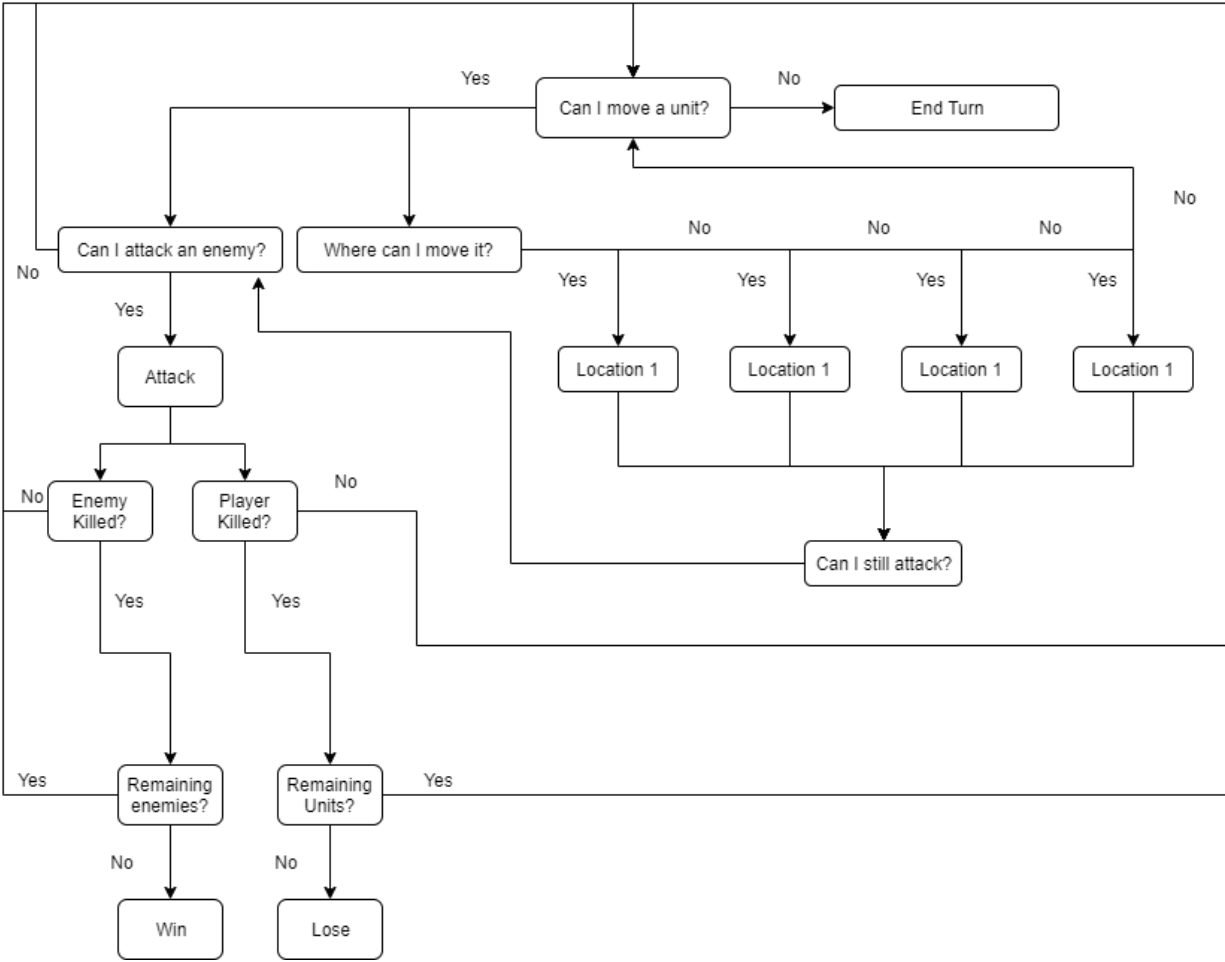 Yes
No
Can I move a unit?
End Turn
No
No
No
No
Can I attack an enemy?
Where can I move it?
No
Yes
Yes
Yes
Yes
Yes
Attack
Location 1
Location 1
Location 1
Location 1
No
Enemy
Killed?
Player
Killed?
No
Can I still attack?
Yes
Yes
Yes
Remaining
enemies?
Remaining
Units?
Yes
No
No
Win
Lose